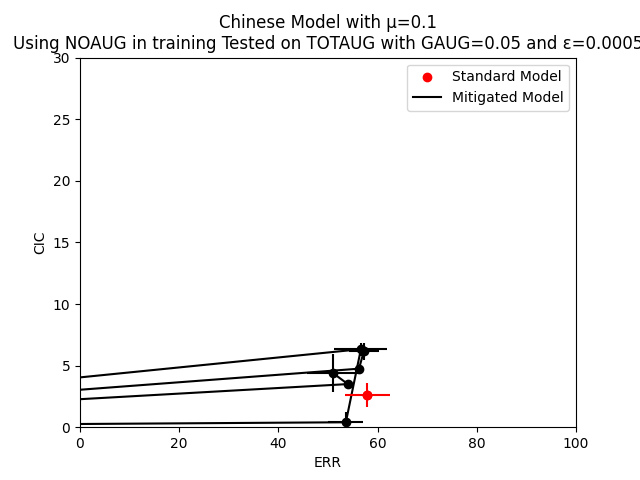 Chinese Model with μ=0.1
Using NOAUG in training Tested on TOTAUG with GAUG=0.05 and ε=0.0005
Standard Model
Mitigated Model
30
25
20
15
10
5
0
CIC
0 20 40 60 80 100
ERR